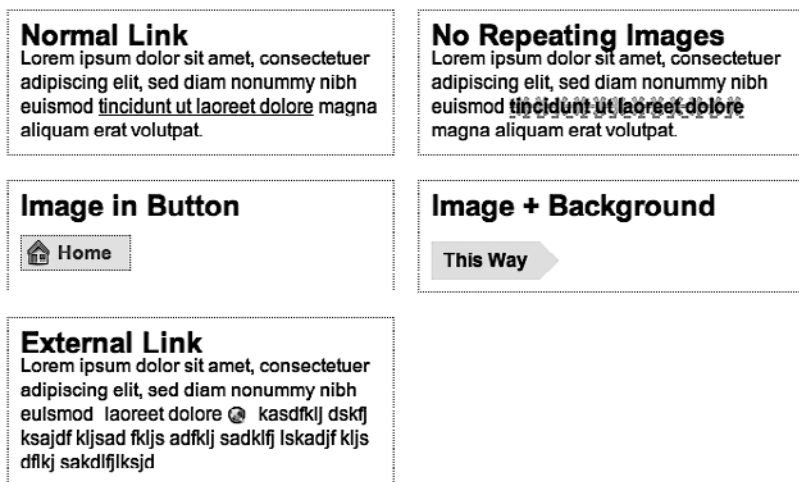 Normal Link
Lorem ipsum dolor sit amet, consectetuer
adipiscing elit, sed diam nonummy nibh
euismod tincidunt ut laoreet dolore magna
aliquam erat volutpat.
No Repeating Images
Lorem ipsum dolor sit amet, consectetuer
adipiscing elit, sed diam nonummy nibh
euismod tincidunt ut laoreet dolore
magna aliquam erat volutpat.
Image in Button
Home
Image + Background
This Way
External Link
Lorem ipsum dolor sit amet, consectetuer
adipiscing elit, sed diam nonummy nibh
euismod laoreet dolore kasdfklj dskfj
ksajdf kljsad fkljs adfklj sadklfj lskadjf kljs
dflkj sakdlfjlksjd